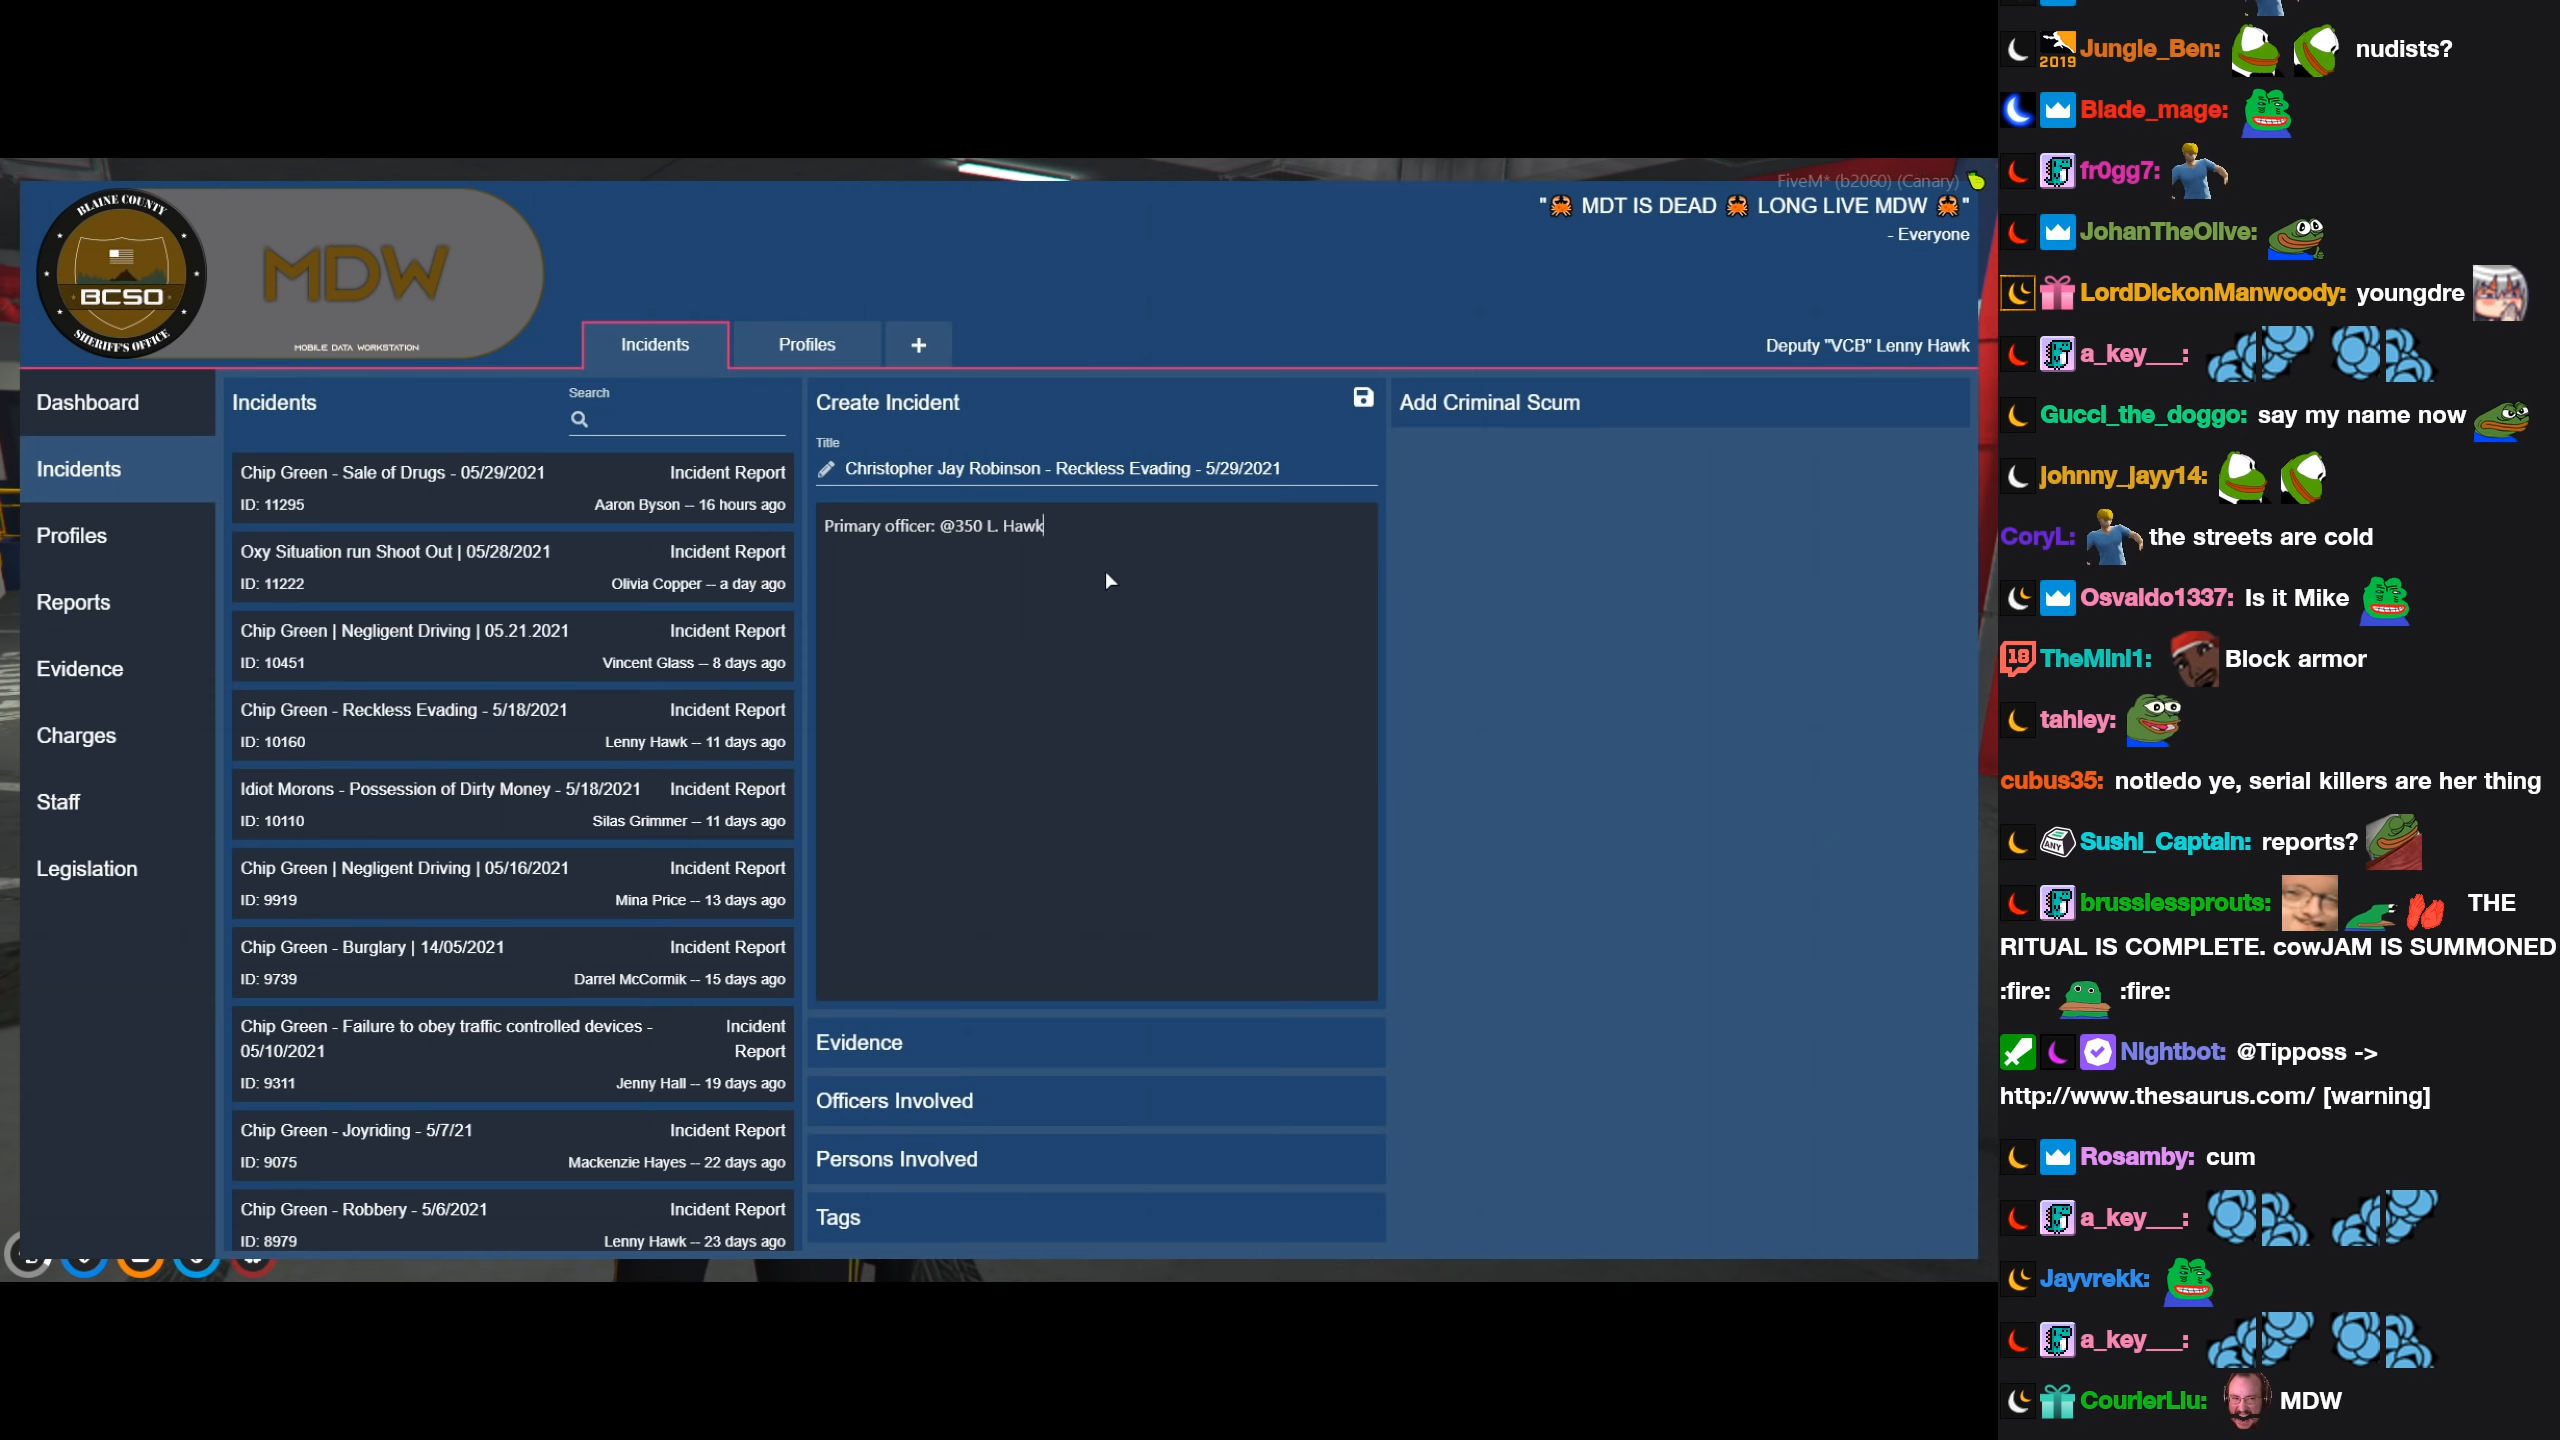 FiveM* (b2060) (Canary)
"🦀 MDT IS DEAD 🦀 LONG LIVE MDW 🦀"
- Everyone
BLAINE COUNTY
BCSO
SHERIFF'S OFFICE
MDW
MOBILE DATA WORKSTATION
Incidents
Profiles
+
Deputy "VCB" Lenny Hawk
Dashboard
Incidents
Profiles
Reports
Evidence
Charges
Staff
Legislation
Incidents
Search
Chip Green - Sale of Drugs - 05/29/2021 Incident Report
ID: 11295 Aaron Byson – 16 hours ago
Oxy Situation run Shoot Out | 05/28/2021 Incident Report
ID: 11222 Olivia Copper – a day ago
Chip Green | Negligent Driving | 05.21.2021 Incident Report
ID: 10451 Vincent Glass – 8 days ago
Chip Green - Reckless Evading - 5/18/2021 Incident Report
ID: 10160 Lenny Hawk – 11 days ago
Idiot Morons - Possession of Dirty Money - 5/18/2021 Incident Report
ID: 10110 Silas Grimmer – 11 days ago
Chip Green | Negligent Driving | 05/16/2021 Incident Report
ID: 9919 Mina Price – 13 days ago
Chip Green - Burglary | 14/05/2021 Incident Report
ID: 9739 Darrel McCormik – 15 days ago
Chip Green - Failure to obey traffic controlled devices - Incident
05/10/2021 Report
ID: 9311 Jenny Hall – 19 days ago
Chip Green - Joyriding - 5/7/21 Incident Report
ID: 9075 Mackenzie Hayes – 22 days ago
Chip Green - Robbery - 5/6/2021 Incident Report
ID: 8979 Lenny Hawk – 23 days ago
Create Incident
Title
Christopher Jay Robinson - Reckless Evading - 5/29/2021
Primary officer: @350 L. Hawk
Evidence
Officers Involved
Persons Involved
Tags
Add Criminal Scum
2019 Jungle_Ben: nudists?
Blade_mage:
fr0gg7:
JohanTheOlive:
LordDickonManwoody: youngdre
a_key___:
Gucci_the_doggo: say my name now
johnny_jayy14:
CoryL: the streets are cold
Osvaldo1337: Is it Mike
18 TheMini1: Block armor
tahley:
cubus35: notledo ye, serial killers are her thing
ANY Sushi_Captain: reports?
brusslessprouts: THE
RITUAL IS COMPLETE. cowJAM IS SUMMONED
:fire: :fire:
Nightbot: @Tipposs ->
http://www.thesaurus.com/ [warning]
Rosamby: cum
a_key___:
Jayvrekk:
a_key___:
CourierLiu: MDW